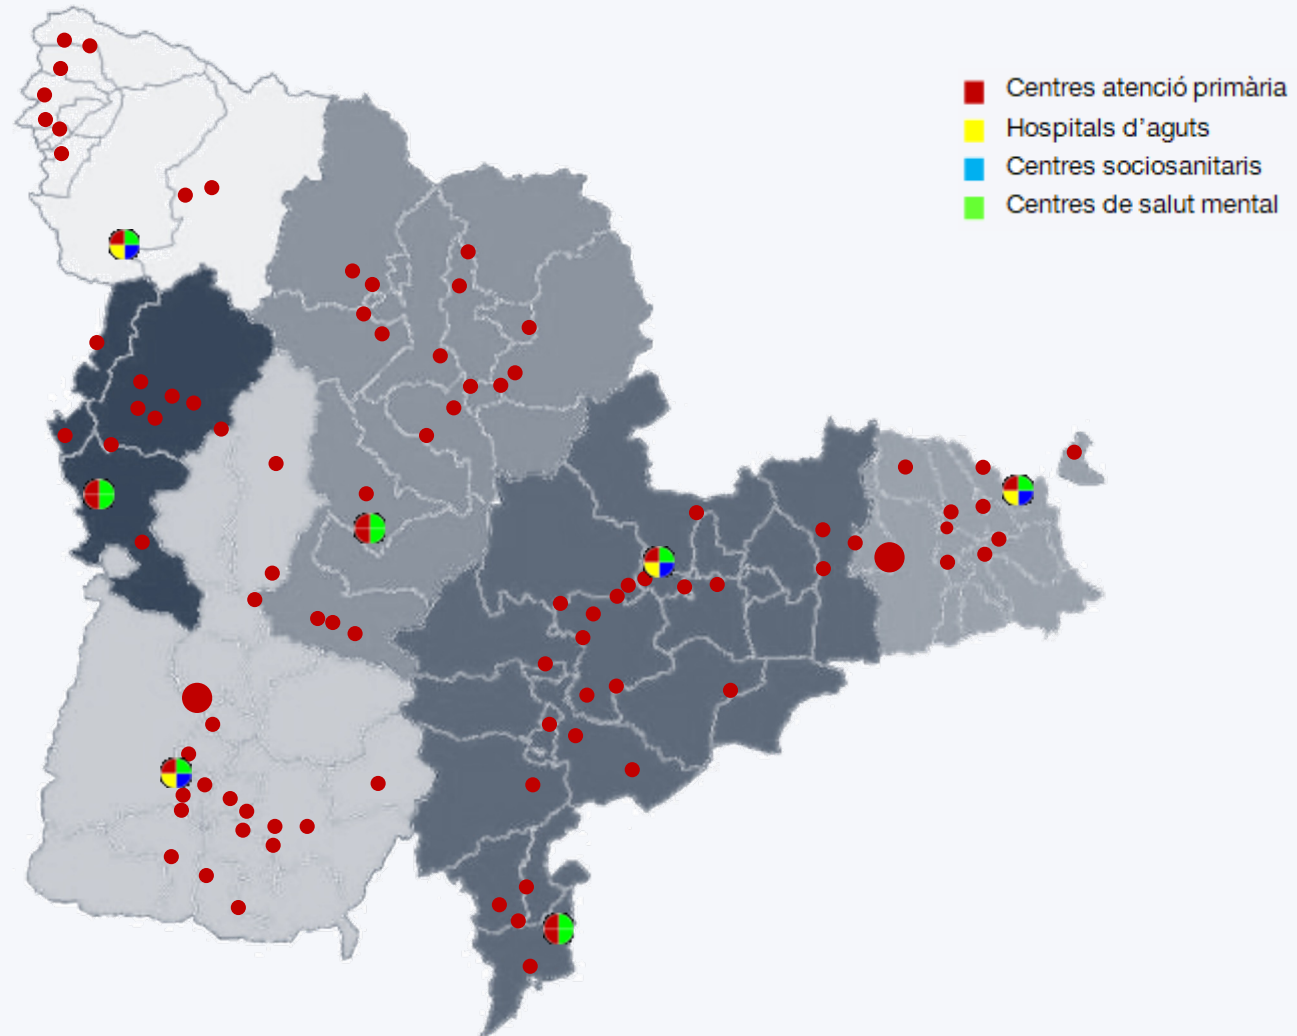 Centres atenció primària
Hospitals d'aguts
Centres sociosanitaris
Centres de salut mental